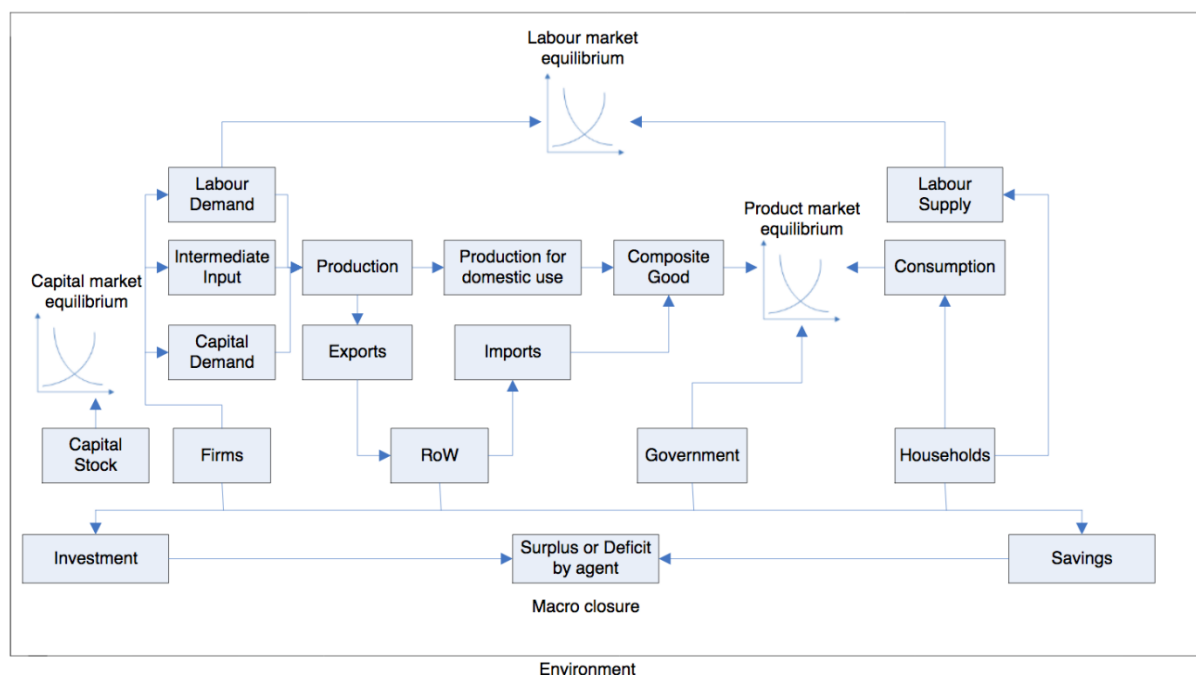 Labour market
equilibrium
Labour
Demand
Labour
Supply
Product market
equilibrium
Intermediate
Input
Production
Production for
domestic use
Composite
Good
Consumption
Capital market
equilibrium
Capital
Demand
Exports
Imports
Capital
Stock
Firms
RoW
Government
Households
Investment
Surplus or Deficit
by agent
Savings
Macro closure
Environment